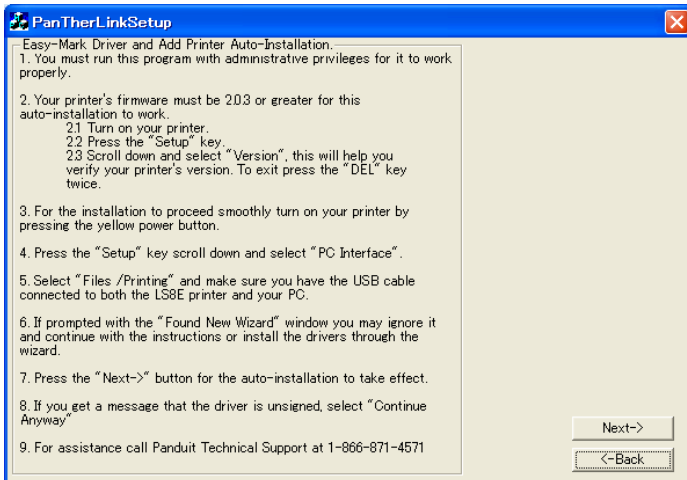 PanTherLinkSetup
Easy-Mark Driver and Add Printer Auto-Installation.
1. You must run this program with administrative privileges for it to work
properly.
2. Your printer's firmware must be 2.0.3 or greater for this
auto-installation to work.
2.1 Turn on your printer.
2.2 Press the "Setup" key.
2.3 Scroll down and select "Version", this will help you
verify your printer's version. To exit press the "DEL" key
twice.
3. For the installation to proceed smoothly turn on your printer by
pressing the yellow power button.
4. Press the "Setup" key scroll down and select "PC Interface".
5. Select "Files /Printing" and make sure you have the USB cable
connected to both the LS8E printer and your PC.
6. If prompted with the "Found New Wizard" window you may ignore it
and continue with the instructions or install the drivers through the
wizard.
7. Press the "Next->" button for the auto-installation to take effect.
8. If you get a message that the driver is unsigned, select "Continue
Anyway"
9. For assistance call Panduit Technical Support at 1-866-871-4571
Next->
<-Back